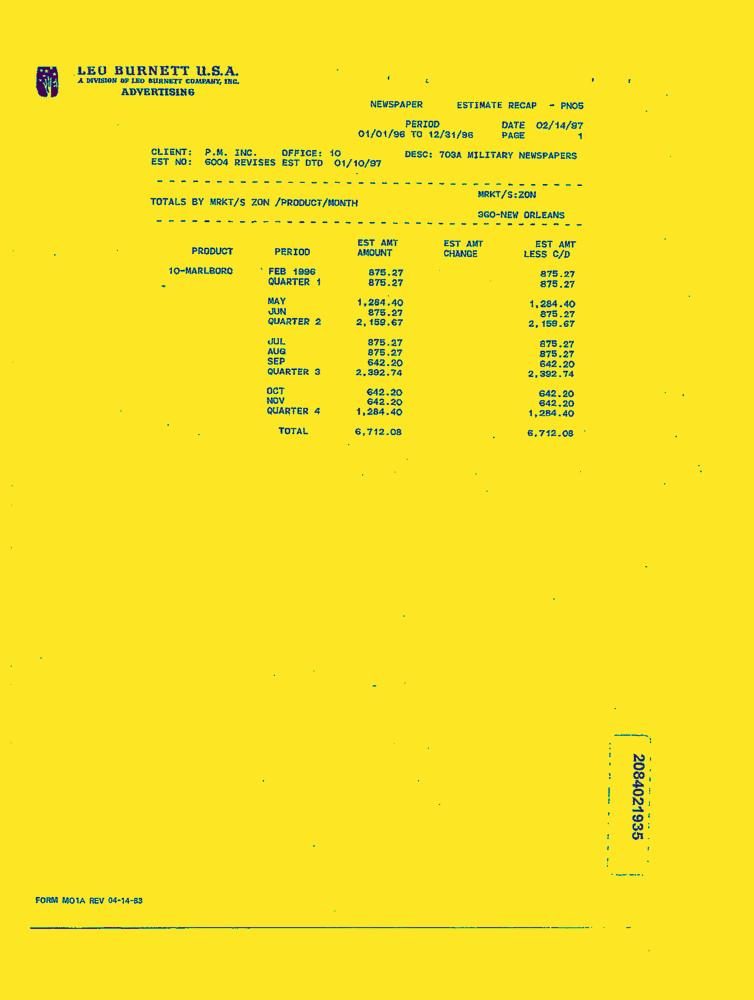 LEO BURNETT U.S.A.
A DIVISION OF LEO BURNETT COMPANY, INC.
ADVERTISING
NEWSPAPER ESTIMATE RECAP - PNO5
PERIOD DATE 02/14/97
01/01/96 TO 12/31/96 PAGE 1
CLIENT: P.M. INC. OFFICE: 10 DESC: 703A MILITARY NEWSPAPERS
EST NO: 6004 REVISES EST DTD 01/10/97
MRKT/S:ZON
TOTALS BY MRKT/S ZON /PRODUCT/MONTH
360-NEW ORLEANS
EST AMT EST AMT EST AMT
PRODUCT PERIOD AMOUNT CHANGE LESS C/D
10-MARLBORO FEB 1996 875.27 875.27
QUARTER 1 875.27 875.27
MAY 1,284.40 1,284.40
JUN 875.27 875.27
QUARTER 2 2,159.67 2,159.67
JUL 875.27 875.27
AUG 875.27 875.27
SEP 642.20 642.20
QUARTER 3 2,392.74 2,392.74
OCT 642.20 642.20
NOV 642.20 642.20
QUARTER 4 1,284.40 1,284.40
TOTAL 6,712.08 6,712.08
2084021935
FORM MO1A REV 04-14-83